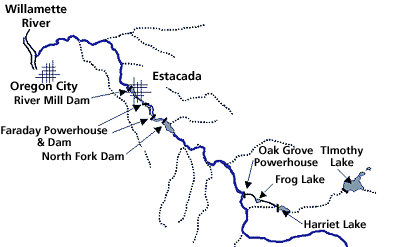 Willamette
River
Oregon City
River Mill Dam
Estacada
Faraday Powerhouse
& Dam
North Fork Dam
Oak Grove
Powerhouse
TImothy
Lake
Frog Lake
Harriet Lake